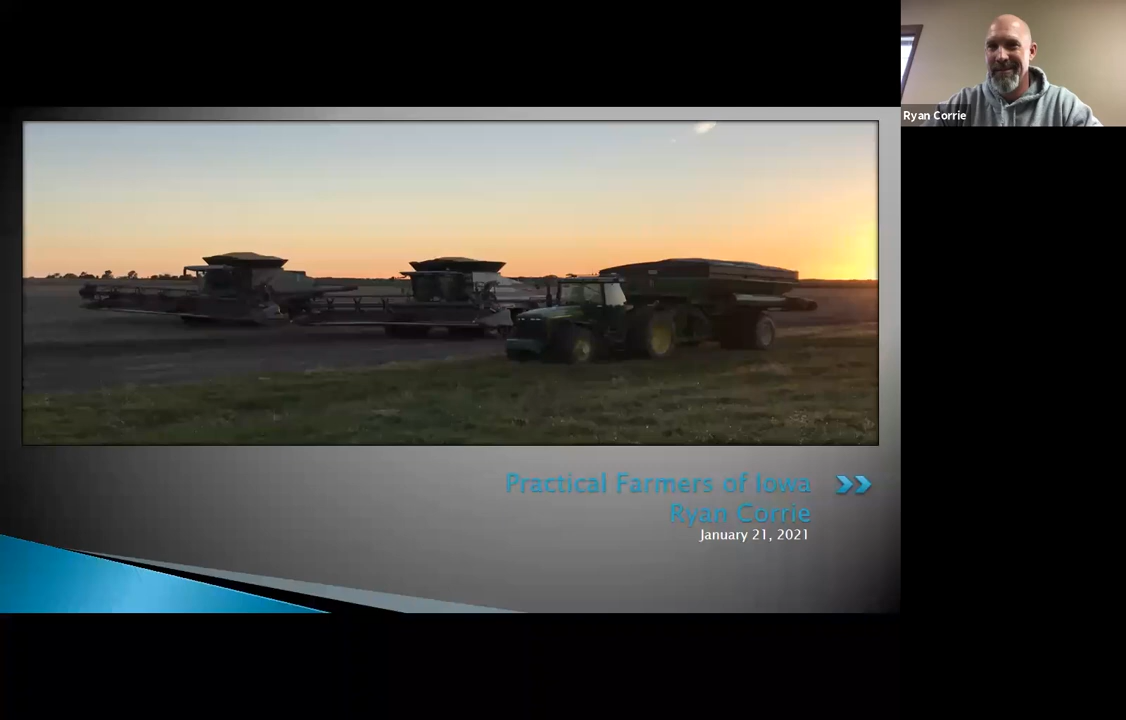 Ryan Corrie
Practical Farmers of Iowa
Ryan Corrie
January 21, 2021